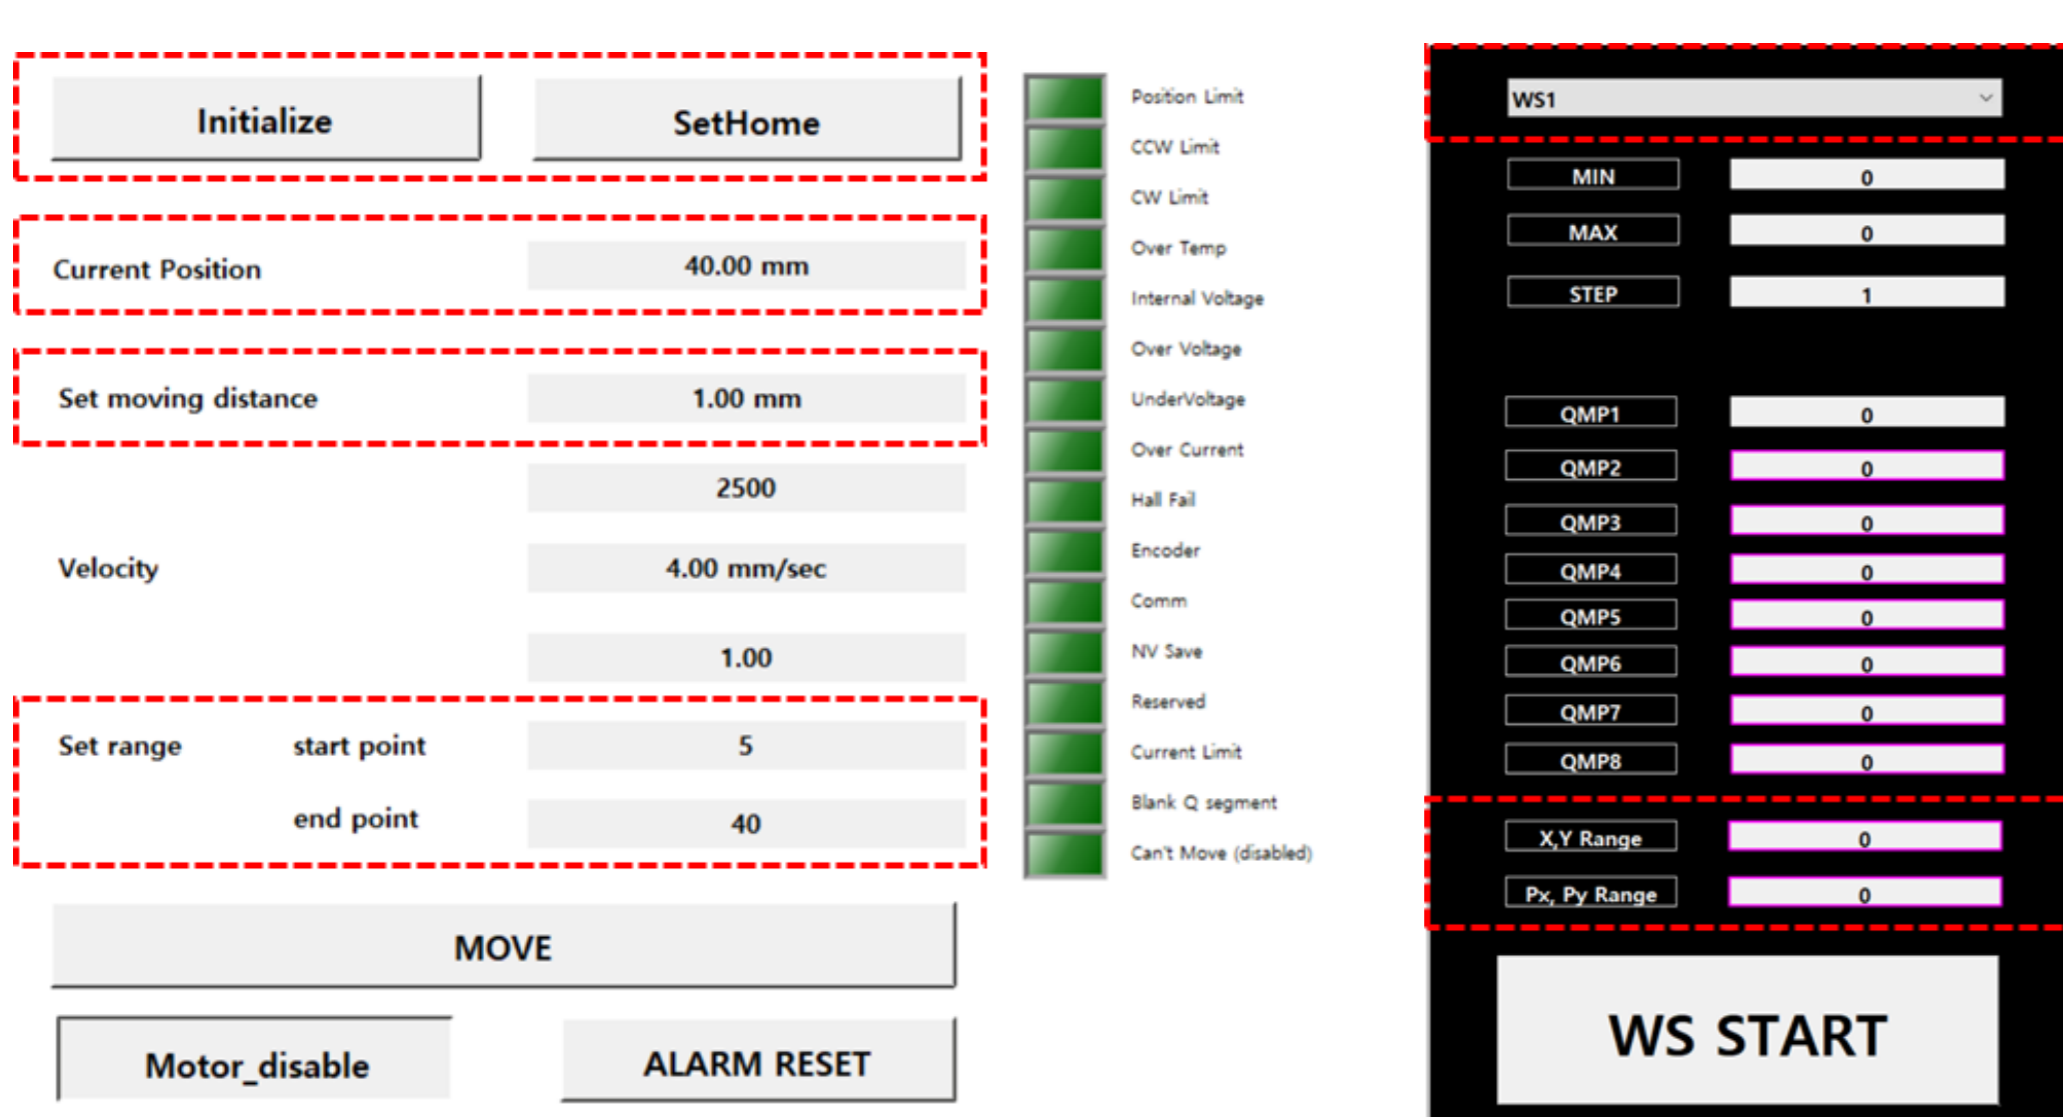 Initialize
SetHome
Current Position
40.00 mm
Set moving distance
1.00 mm
2500
Velocity
4.00 mm/sec
1.00
Set range
start point
5
end point
40
MOVE
Motor_disable
ALARM RESET
Position Limit
CCW Limit
CW Limit
Over Temp
Internal Voltage
Over Voltage
UnderVoltage
Over Current
Hall Fail
Encoder
Comm
NV Save
Reserved
Current Limit
Blank Q segment
Can't Move (disabled)
WS1
MIN
0
MAX
0
STEP
1
QMP1
0
QMP2
0
QMP3
0
QMP4
0
QMP5
0
QMP6
0
QMP7
0
QMP8
0
X,Y Range
0
Px, Py Range
0
WS START